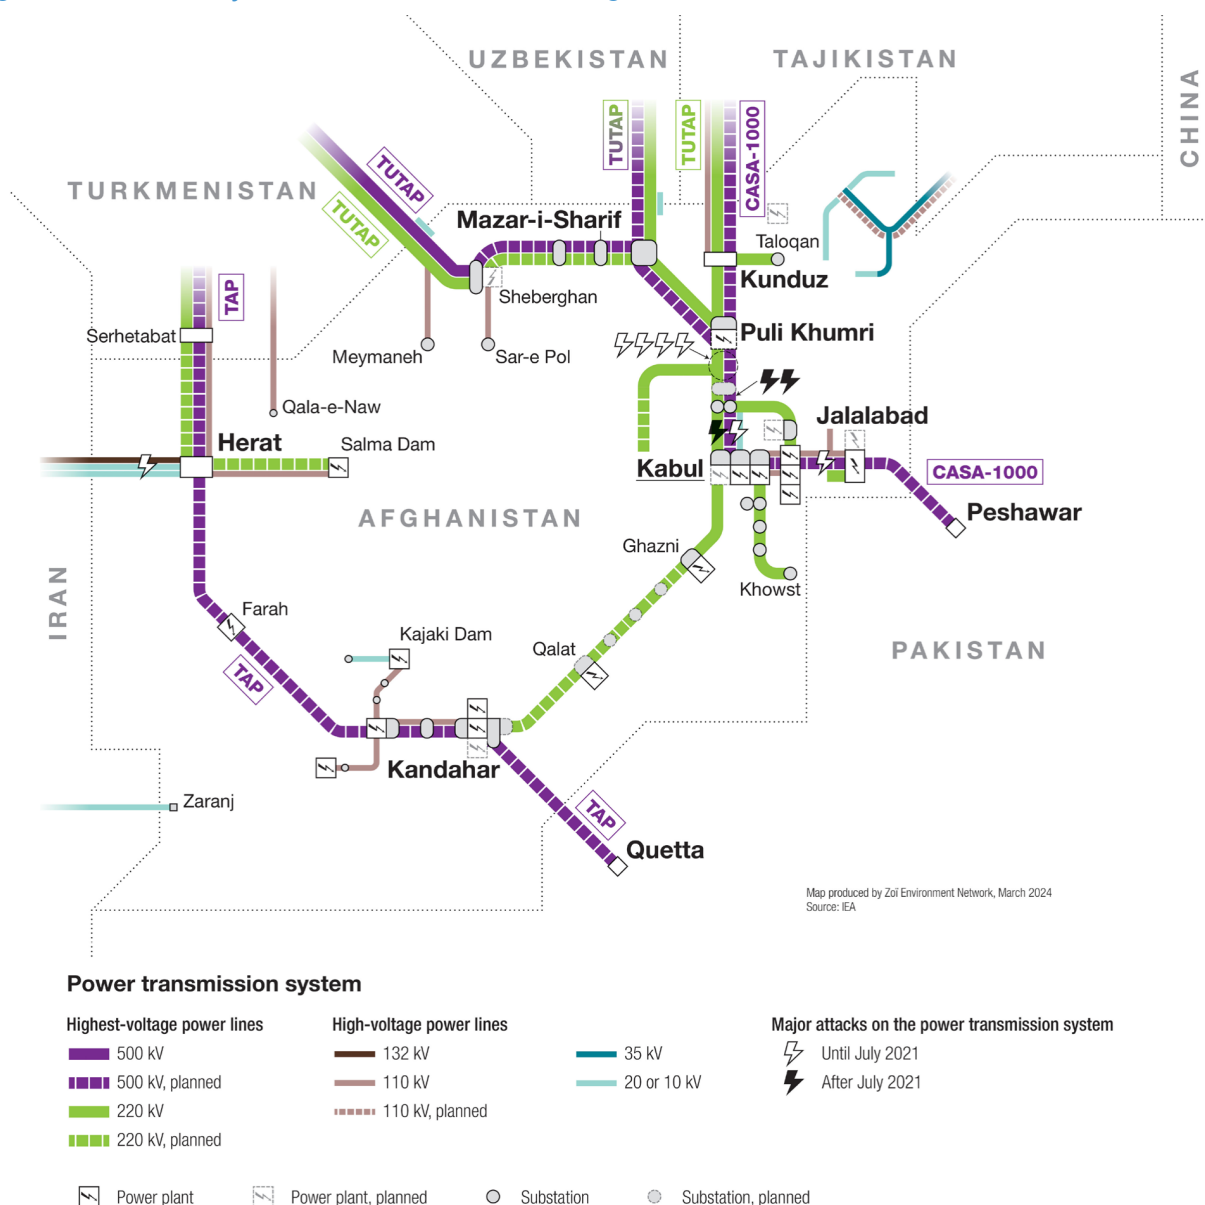 UZBEKISTAN
TAJIKISTAN
CHINA
TUTAP
TUTAP
CASA-1000
TURKMENISTAN
TUTAP
TUTAP
Mazar-i-Sharif
Taloqan
Kunduz
TAP
Sheberghan
Serhetabat
Puli Khumri
Meymaneh
Sar-e Pol
Qala-e-Naw
Jalalabad
Herat
Salma Dam
Kabul
CASA-1000
AFGHANISTAN
Peshawar
Ghazni
Khowst
IRAN
Farah
Kajaki Dam
Qalat
PAKISTAN
TAP
Kandahar
Zaranj
TAP
Quetta
Map produced by Zoï Environment Network, March 2024
Source: IEA
Power transmission system
Highest-voltage power lines
500 kV
500 kV, planned
220 kV
220 kV, planned
High-voltage power lines
132 kV
110 kV
110 kV, planned
35 kV
20 or 10 kV
Major attacks on the power transmission system
Until July 2021
After July 2021
Power plant
Power plant, planned
Substation
Substation, planned